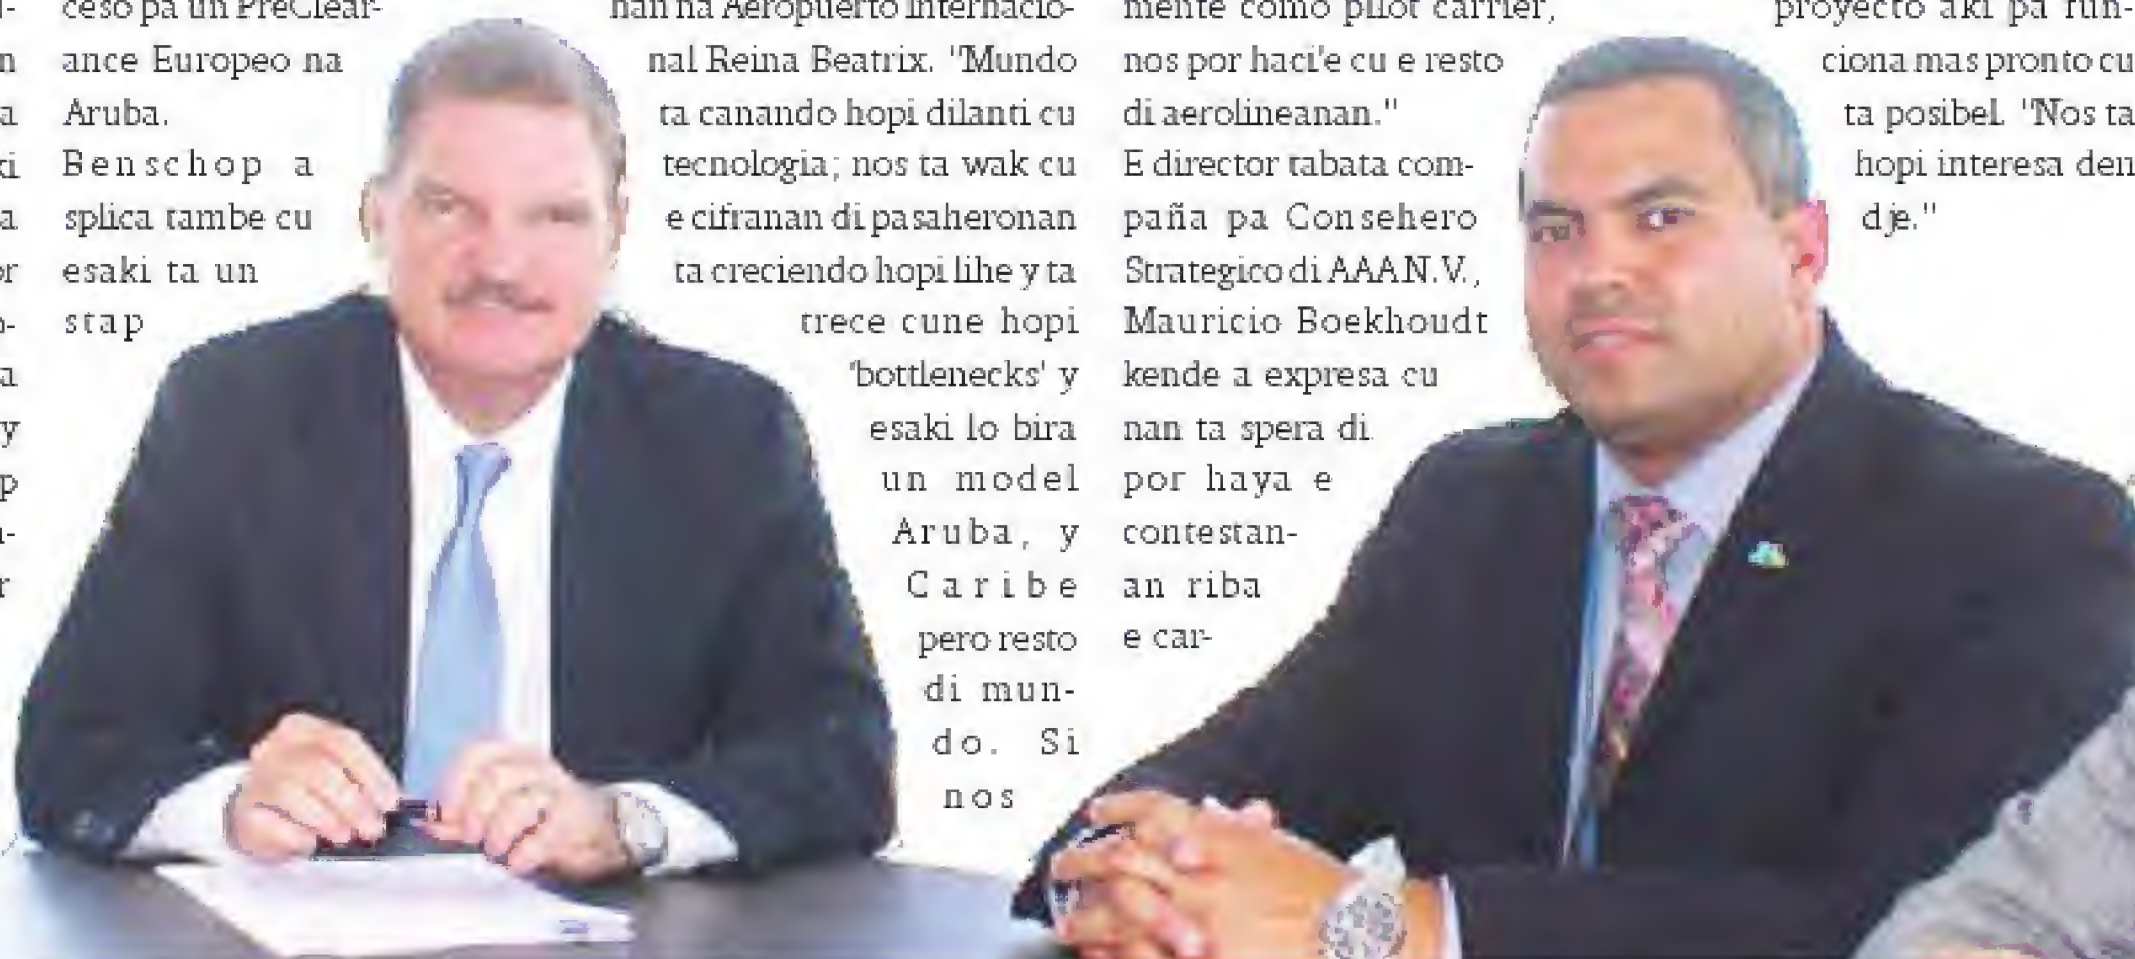 ceso pa un PreClear-
ance Europeo na
Aruba.
Benschop a
splica tambe cu
esaki ta un
stap
nan na Aeropuerto Internacio-
nal Reina Beatrix. "Mundo
ta canando hopi dilanti cu
tecnologia; nos ta wak cu
e cifranan di pasaheronan
ta creciendo hopi lihe y ta
trece cune hopi
'bottlenecks' y
esaki lo bira
un model
Aruba, y
Caribe
pero resto
di mun-
do. Si
nos
mente como pilot carrier,
nos por haci'e cu e resto
di aerolineanan."
E director tabata com-
paña pa Consehero
Strategico di AAA N.V.,
Mauricio Boekhoudt
kende a expresa cu
nan ta spera di
por haya e
contestan-
an riba
e car-
proyecto aki pa fun-
ciona mas pronto cu
ta posibel. "Nos ta
hopi interesa den
dje."